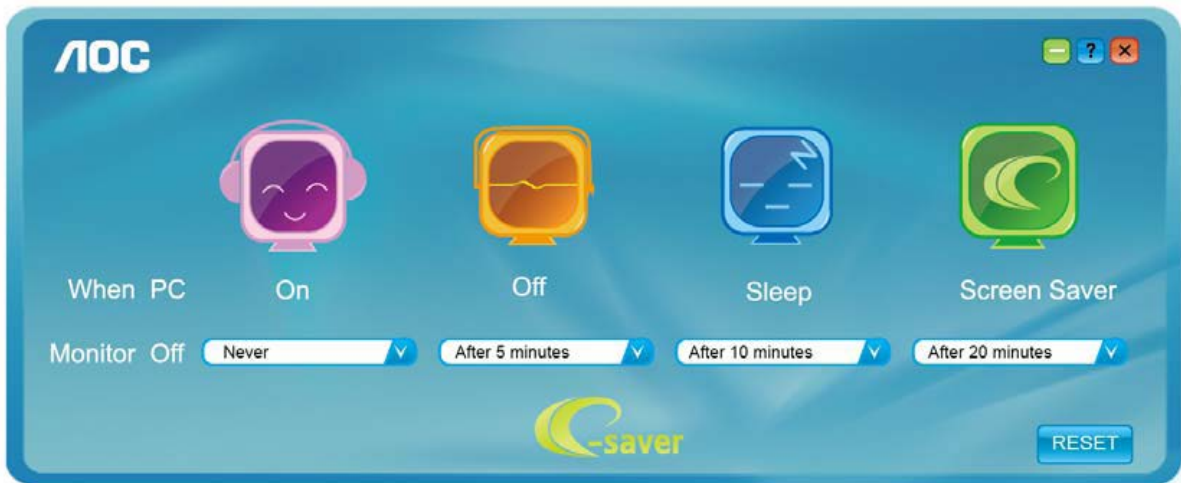 AOC
?
When PC On Off Sleep Screen Saver
Monitor Off Never After 5 minutes After 10 minutes After 20 minutes
e-saver
RESET